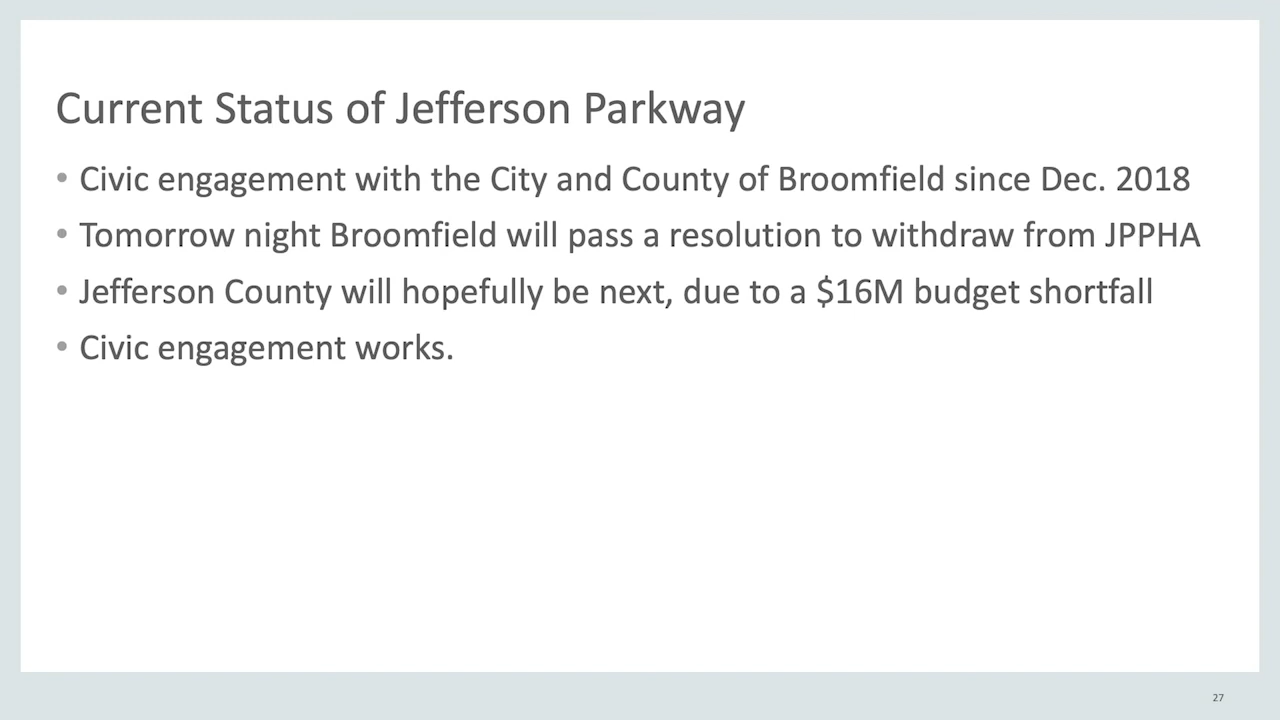 Current Status of Jefferson Parkway
• Civic engagement with the City and County of Broomfield since Dec. 2018
• Tomorrow night Broomfield will pass a resolution to withdraw from JPPHA
• Jefferson County will hopefully be next, due to a $16M budget shortfall
• Civic engagement works.
27